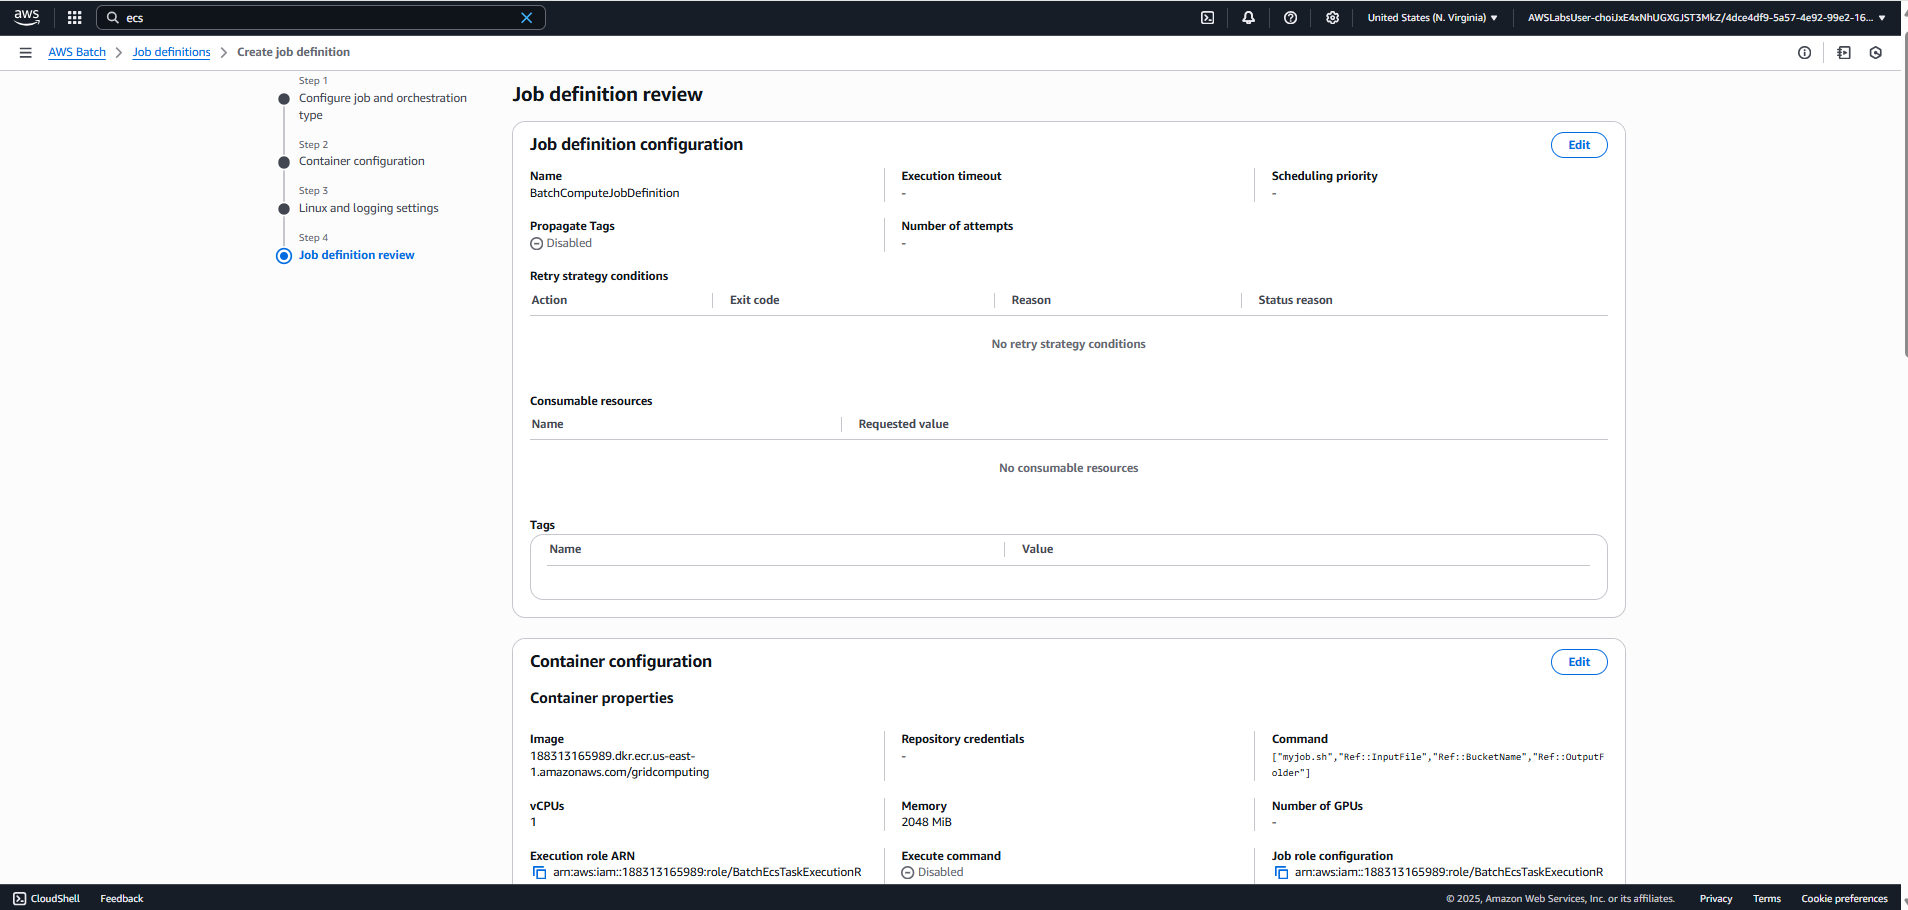 aws
ecs
United States (N. Virginia)
AWSLabsUser-choiJxE4xNhUGXGJST3MkZ/4dce4df9-5a57-4e92-99e2-16...
AWS Batch
Job definitions
Create job definition
Step 1
Configure job and orchestration
type
Step 2
Container configuration
Step 3
Linux and logging settings
Step 4
Job definition review
Job definition review
Job definition configuration
Edit
Name
BatchComputeJobDefinition
Execution timeout
-
Scheduling priority
-
Propagate Tags
Disabled
Number of attempts
-
Retry strategy conditions
Action
Exit code
Reason
Status reason
No retry strategy conditions
Consumable resources
Name
Requested value
No consumable resources
Tags
Name
Value
Container configuration
Edit
Container properties
Image
188313165989.dkr.ecr.us-east-
1.amazonaws.com/gridcomputing
Repository credentials
-
Command
["myjob.sh","Ref::InputFile","Ref::BucketName","Ref::OutputF
older"]
vCPUs
1
Memory
2048 MiB
Number of GPUs
-
Execution role ARN
arn:aws:iam::188313165989:role/BatchEcsTaskExecutionR
Execute command
Disabled
Job role configuration
arn:aws:iam::188313165989:role/BatchEcsTaskExecutionR
CloudShell
Feedback
© 2025, Amazon Web Services, Inc. or its affiliates.
Privacy
Terms
Cookie preferences